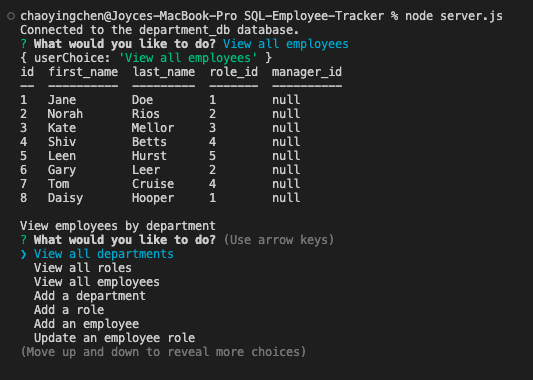 chaoyingchen@Joyces-MacBook-Pro SQL-Employee-Tracker % node server.js
Connected to the department_db database.
? What would you like to do? View all employees
{ userChoice: 'View all employees' }
id  first_name  last_name  role_id  manager_id
--  ----------  ---------  -------  ----------
1   Jane        Doe        1        null
2   Norah       Rios       2        null
3   Kate        Mellor     3        null
4   Shiv        Betts      4        null
5   Leen        Hurst      5        null
6   Gary        Leer       2        null
7   Tom         Cruise     4        null
8   Daisy       Hooper     1        null
View employees by department
? What would you like to do? (Use arrow keys)
❯ View all departments
  View all roles
  View all employees
  Add a department
  Add a role
  Add an employee
  Update an employee role
(Move up and down to reveal more choices)